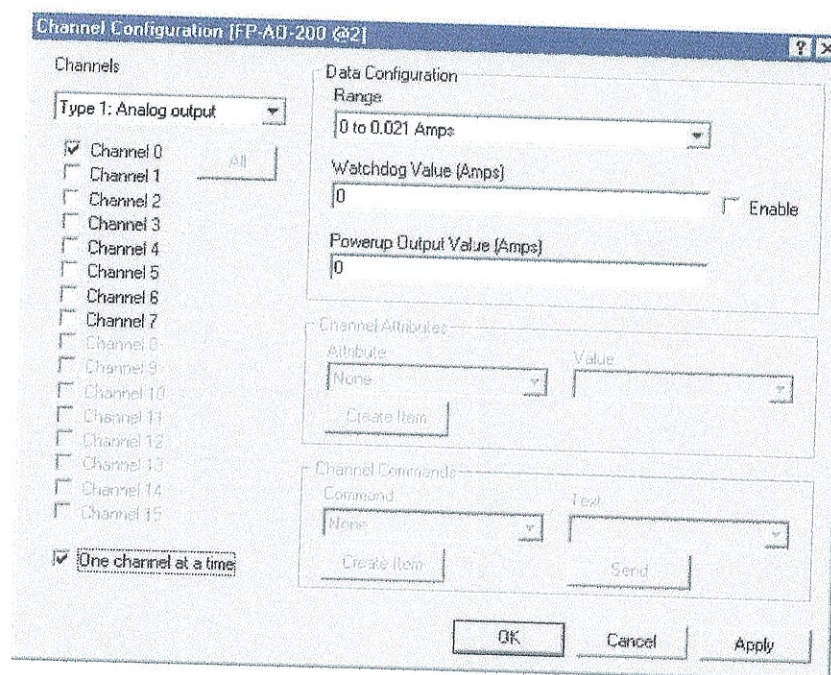 Channel Configuration [FP-AO-200 @2]
Channels
Type 1: Analog output
Channel 0
All
Channel 1
Channel 2
Channel 3
Channel 4
Channel 5
Channel 6
Channel 7
Channel 8
Channel 9
Channel 10
Channel 11
Channel 12
Channel 13
Channel 14
Channel 15
One channel at a time
Data Configuration
Range
0 to 0.021 Amps
Watchdog Value (Amps)
0
Enable
Powerup Output Value (Amps)
0
Channel Attributes
Attribute
Value
None
Create Item
Channel Commands
Command
Text
None
Create Item
Send
OK
Cancel
Apply